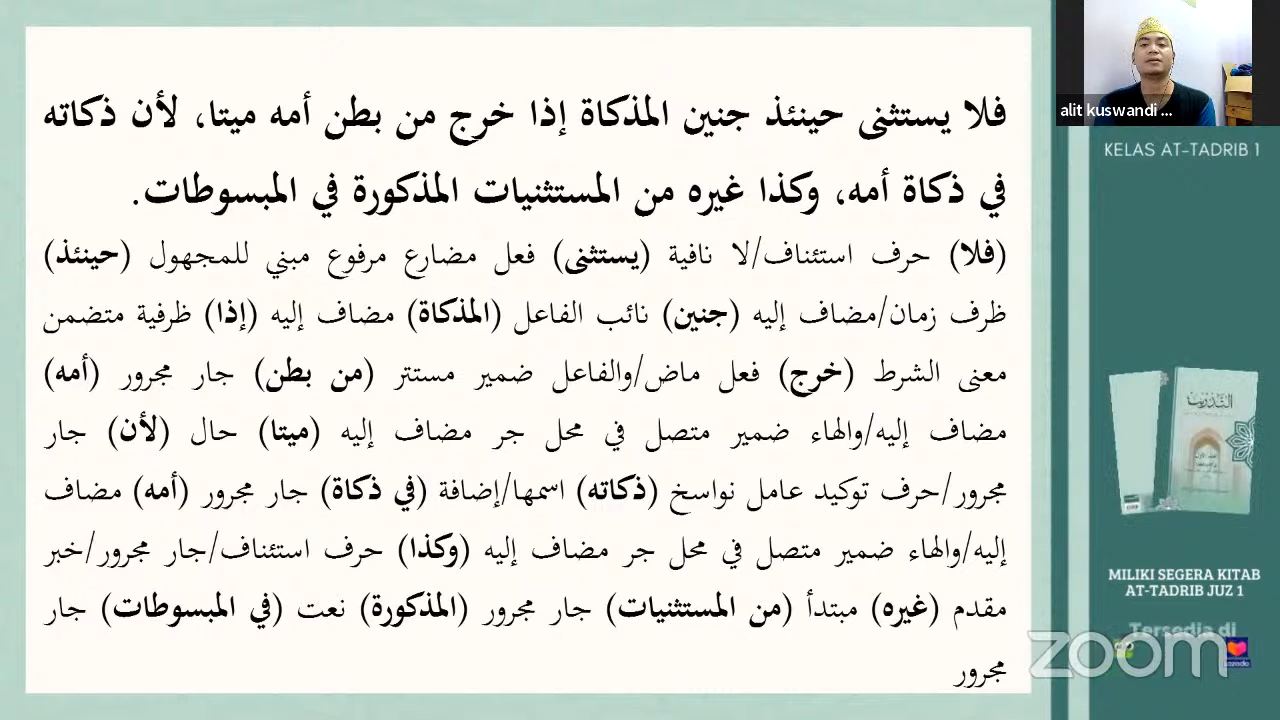 فلا يستثنى حينئذ جنين المذكاة إذا خرج من بطن أمه ميتا، لأن ذكاته
في ذكاة أمه، وكذا غيره من المستثنيات المذكورة في المبسوطات.
(فلا) حرف استئناف/لا نافية (يستثنى) فعل مضارع مرفوع مبني للمجهول (حينئذ)
ظرف زمان/مضاف إليه (جنين) نائب الفاعل (المذكاة) مضاف إليه (إذا) ظرفية متضمن
معنى الشرط (خرج) فعل ماض/والفاعل ضمير مستتر (من بطن) جار مجرور (أمه)
مضاف إليه/والهاء ضمير متصل في محل جر مضاف إليه (ميتا) حال (لأن) جار
مجرور/حرف توكيد عامل نواسخ (ذكاته) اسمها/إضافة (في ذكاة) جار مجرور (أمه) مضاف
إليه/والهاء ضمير متصل في محل جر مضاف إليه (وكذا) حرف استئناف/جار مجرور/خبر
مقدم (غيره) مبتدأ (من المستثنيات) جار مجرور (المذكورة) نعت (في المبسوطات) جار
مجرور
alit kuswandi ...
KELAS AT-TADRIB 1
التدريب
MILIKI SEGERA KITAB
AT-TADRIB JUZ 1
Tersedia di
zoom